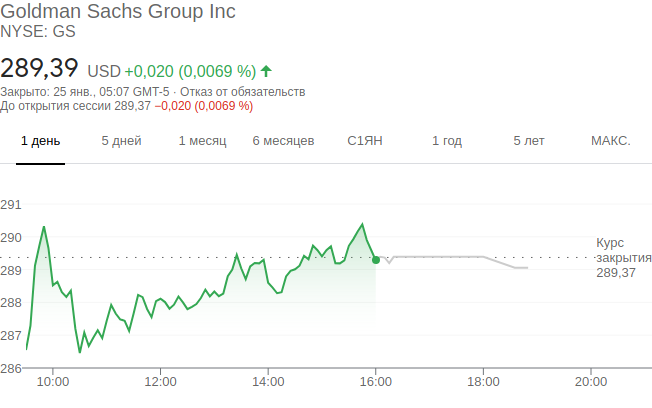 Goldman Sachs Group Inc
NYSE: GS
289,39 USD +0,020 (0,0069 %)
Закрыто: 25 янв., 05:07 GMT-5 · Отказ от обязательств
До открытия сессии 289,37 −0,020 (0,0069 %)
1 день 5 дней 1 месяц 6 месяцев С1ЯН 1 год 5 лет МАКС.
291
290
Курс
закрытия
289
289,37
288
287
286
10:00 12:00 14:00 16:00 18:00 20:00